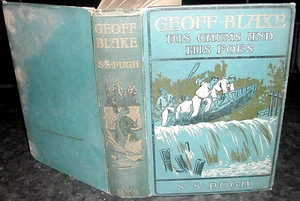 GEOFF
BLAKE
S·S·PUGH
GEOFF·BLAKE
HIS CHUMS AND
HIS FOES
S·S·PUGH